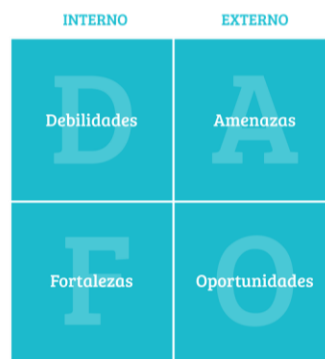 INTERNO EXTERNO
D A
Debilidades Amenazas
F O
Fortalezas Oportunidades